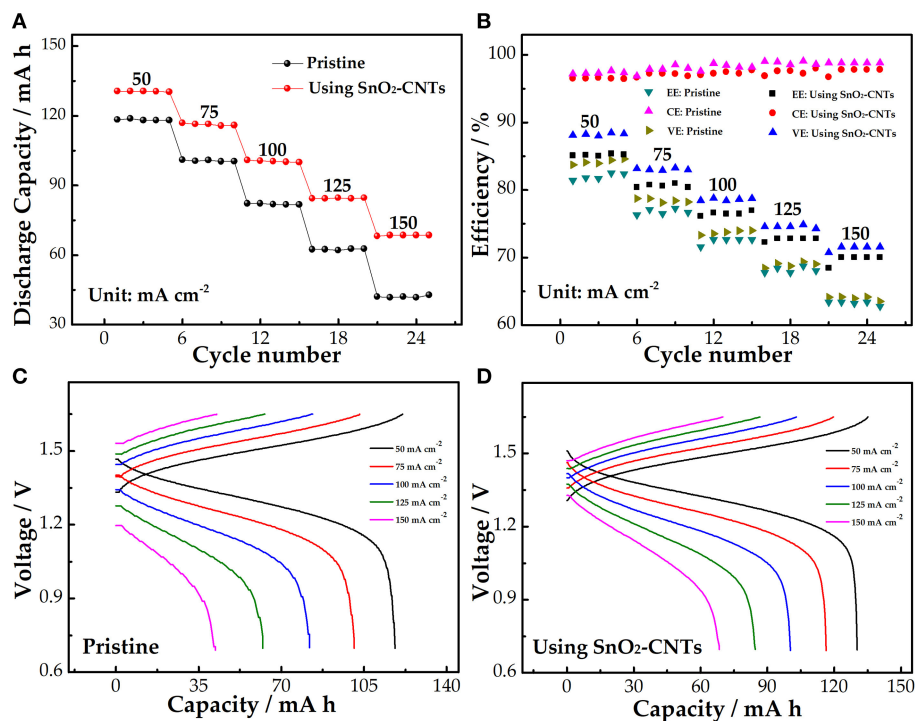 A
Discharge Capacity / mA h
150
120
90
60
30
0
6
12
18
24
Cycle number
50
75
100
125
150
Pristine
Using SnO₂-CNTs
Unit: mA cm⁻²
B
Efficiency / %
100
90
80
70
60
0
6
12
18
24
Cycle number
50
75
100
125
150
EE: Pristine
CE: Pristine
VE: Pristine
EE: Using SnO₂-CNTs
CE: Using SnO₂-CNTs
VE: Using SnO₂-CNTs
Unit: mA cm⁻²
C
Voltage / V
1.5
1.2
0.9
0.6
0
35
70
105
140
Capacity / mA h
50 mA cm⁻²
75 mA cm⁻²
100 mA cm⁻²
125 mA cm⁻²
150 mA cm⁻²
Pristine
D
Voltage / V
1.5
1.2
0.9
0.6
0
30
60
90
120
150
Capacity / mA h
50 mA cm⁻²
75 mA cm⁻²
100 mA cm⁻²
125 mA cm⁻²
150 mA cm⁻²
Using SnO₂-CNTs